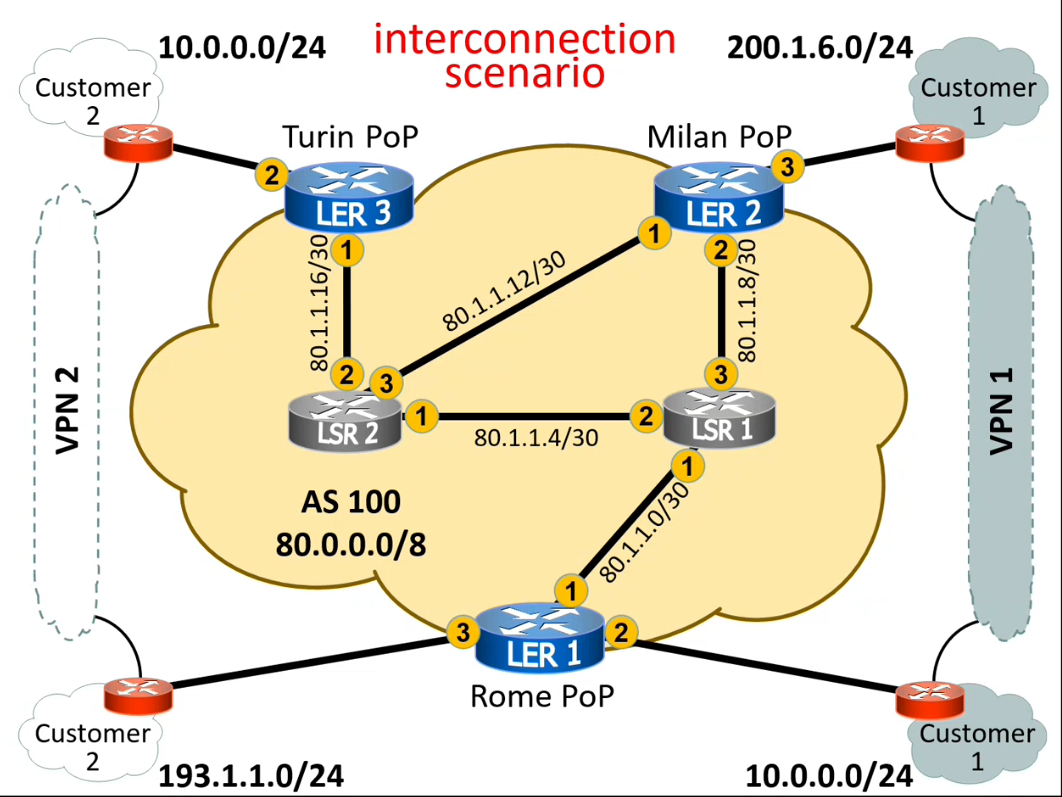 10.0.0.0/24
interconnection
scenario
200.1.6.0/24
Customer
2
Customer
1
Turin PoP
Milan PoP
2
LER 3
3
LER 2
1
1
2
80.1.1.16/30
80.1.1.12/30
80.1.1.8/30
VPN 2
VPN 1
2
3
3
LSR 2
1
80.1.1.4/30
2
LSR 1
1
AS 100
80.0.0.0/8
80.1.1.0/30
1
3
LER 1
2
Rome PoP
Customer
2
Customer
1
193.1.1.0/24
10.0.0.0/24